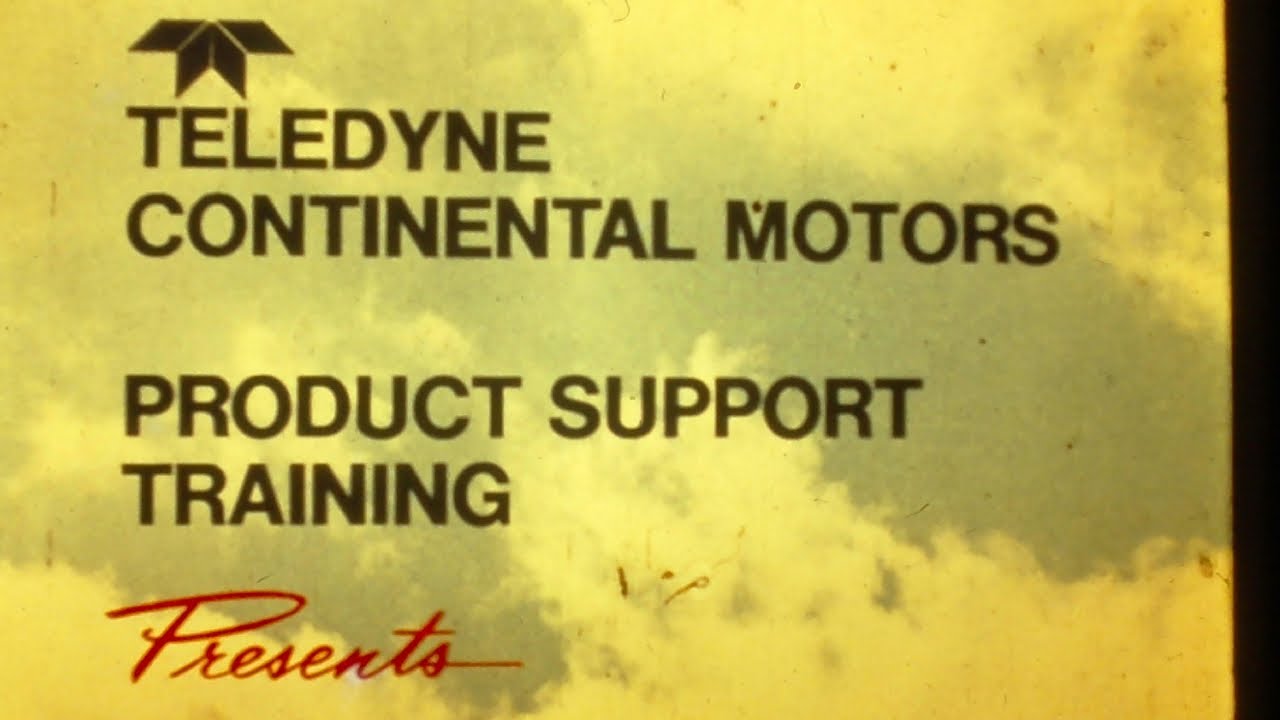 TELEDYNE
CONTINENTAL MOTORS
PRODUCT SUPPORT
TRAINING
Presents